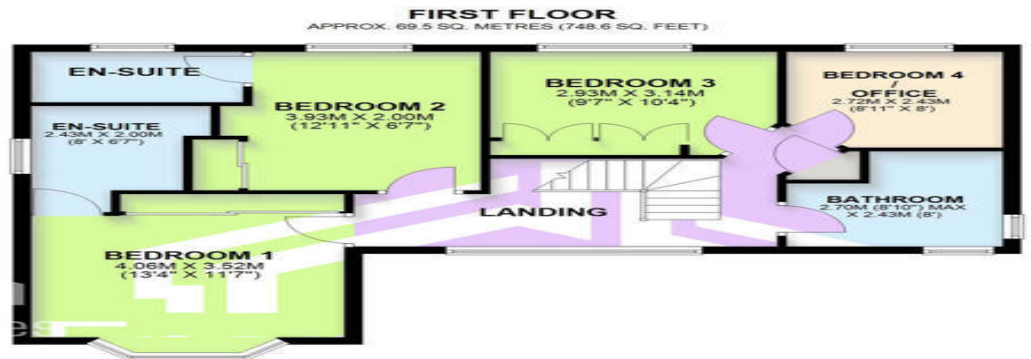 FIRST FLOOR
APPROX. 69.5 SQ. METRES (748.6 SQ. FEET)
EN-SUITE
EN-SUITE
2.43M X 2.00M
(8' X 6'7")
BEDROOM 2
3.93M X 2.00M
(12'11" X 6'7")
BEDROOM 3
2.93M X 3.14M
(9'7" X 10'4")
BEDROOM 4
/
OFFICE
2.72M X 2.43M
(8'11" X 8')
LANDING
BATHROOM
2.70M (8'10") MAX
X 2.43M (8')
BEDROOM 1
4.06M X 3.52M
(13'4" X 11'7")